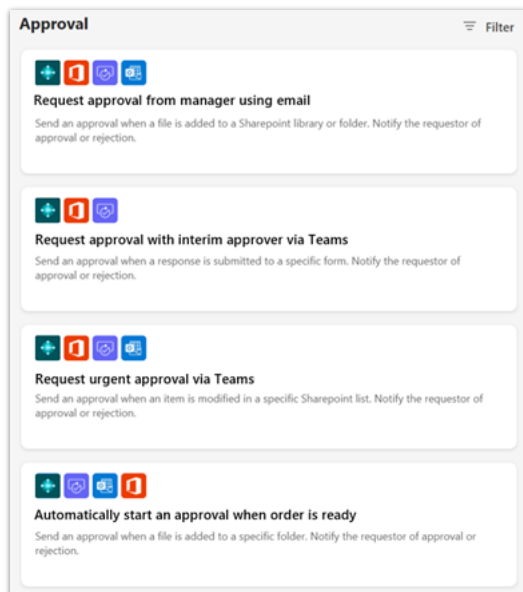 Approval
Filter
Request approval from manager using email
Send an approval when a file is added to a Sharepoint library or folder. Notify the requestor of
approval or rejection.
Request approval with interim approver via Teams
Send an approval when a response is submitted to a specific form. Notify the requestor of
approval or rejection.
Request urgent approval via Teams
Send an approval when an item is modified in a specific Sharepoint list. Notify the requestor of
approval or rejection.
Automatically start an approval when order is ready
Send an approval when a file is added to a specific folder. Notify the requestor of approval or
rejection.